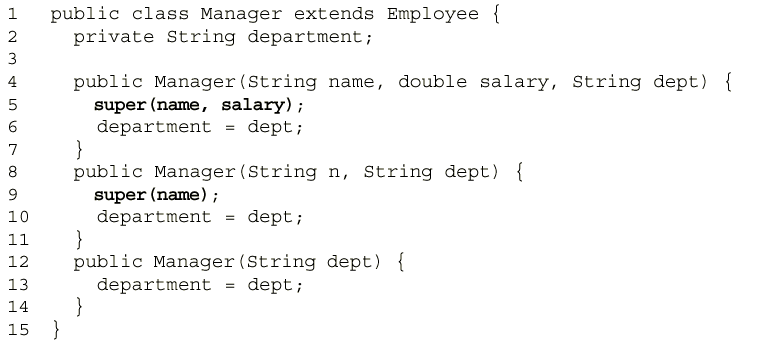 1 public class Manager extends Employee {
2 private String department;
3
4 public Manager(String name, double salary, String dept) {
5 super(name, salary);
6 department = dept;
7 }
8 public Manager(String n, String dept) {
9 super(name);
10 department = dept;
11 }
12 public Manager(String dept) {
13 department = dept;
14 }
15 }